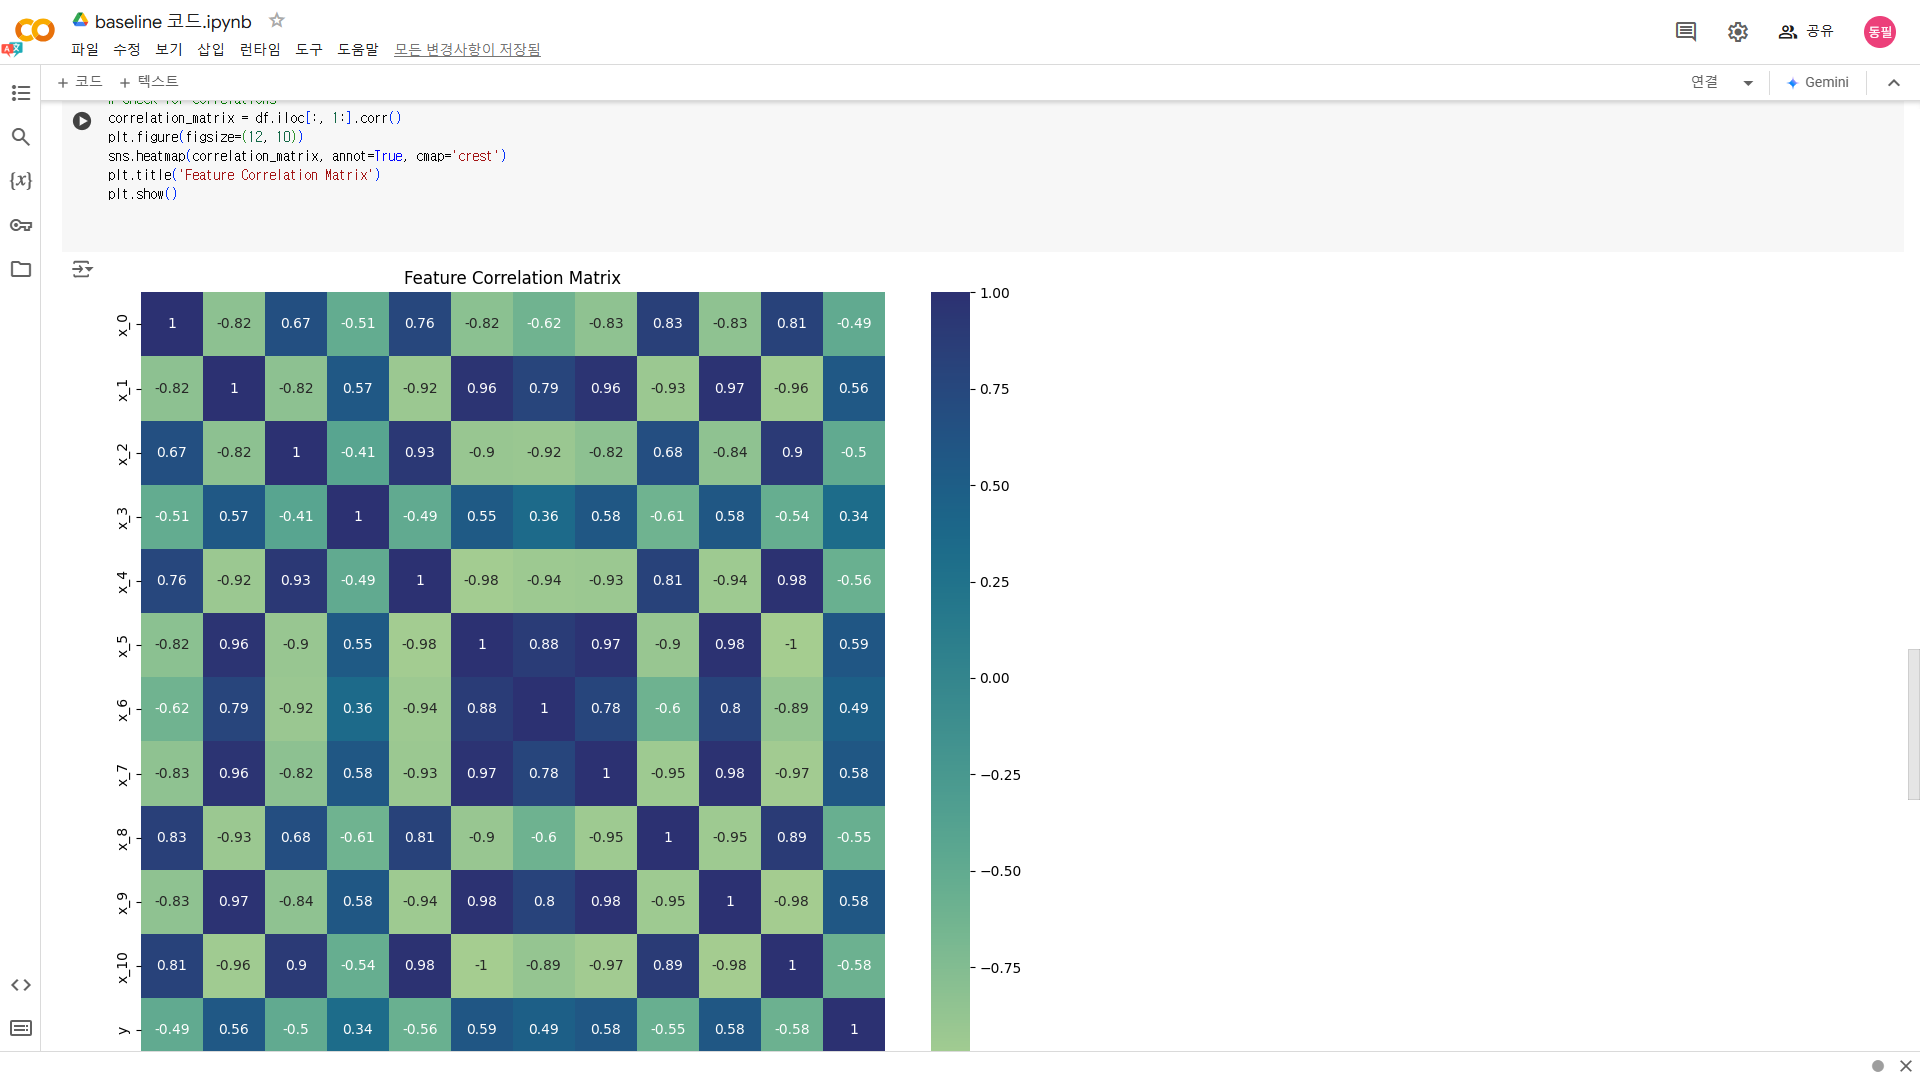 baseline 코드.ipynb
파일 수정 보기 삽입 런타임 도구 도움말 모든 변경사항이 저장됨
공유
동필
+ 코드 + 텍스트
연결
Gemini
# Check for correlations
correlation_matrix = df.iloc[:, 1:].corr()
plt.figure(figsize=(12, 10))
sns.heatmap(correlation_matrix, annot=True, cmap='crest')
plt.title('Feature Correlation Matrix')
plt.show()
Feature Correlation Matrix
x_0 1 -0.82 0.67 -0.51 0.76 -0.82 -0.62 -0.83 0.83 -0.83 0.81 -0.49
x_1 -0.82 1 -0.82 0.57 -0.92 0.96 0.79 0.96 -0.93 0.97 -0.96 0.56
x_2 0.67 -0.82 1 -0.41 0.93 -0.9 -0.92 -0.82 0.68 -0.84 0.9 -0.5
x_3 -0.51 0.57 -0.41 1 -0.49 0.55 0.36 0.58 -0.61 0.58 -0.54 0.34
x_4 0.76 -0.92 0.93 -0.49 1 -0.98 -0.94 -0.93 0.81 -0.94 0.98 -0.56
x_5 -0.82 0.96 -0.9 0.55 -0.98 1 0.88 0.97 -0.9 0.98 -1 0.59
x_6 -0.62 0.79 -0.92 0.36 -0.94 0.88 1 0.78 -0.6 0.8 -0.89 0.49
x_7 -0.83 0.96 -0.82 0.58 -0.93 0.97 0.78 1 -0.95 0.98 -0.97 0.58
x_8 0.83 -0.93 0.68 -0.61 0.81 -0.9 -0.6 -0.95 1 -0.95 0.89 -0.55
x_9 -0.83 0.97 -0.84 0.58 -0.94 0.98 0.8 0.98 -0.95 1 -0.98 0.58
x_10 0.81 -0.96 0.9 -0.54 0.98 -1 -0.89 -0.97 0.89 -0.98 1 -0.58
y -0.49 0.56 -0.5 0.34 -0.56 0.59 0.49 0.58 -0.55 0.58 -0.58 1
1.00
0.75
0.50
0.25
0.00
−0.25
−0.50
−0.75